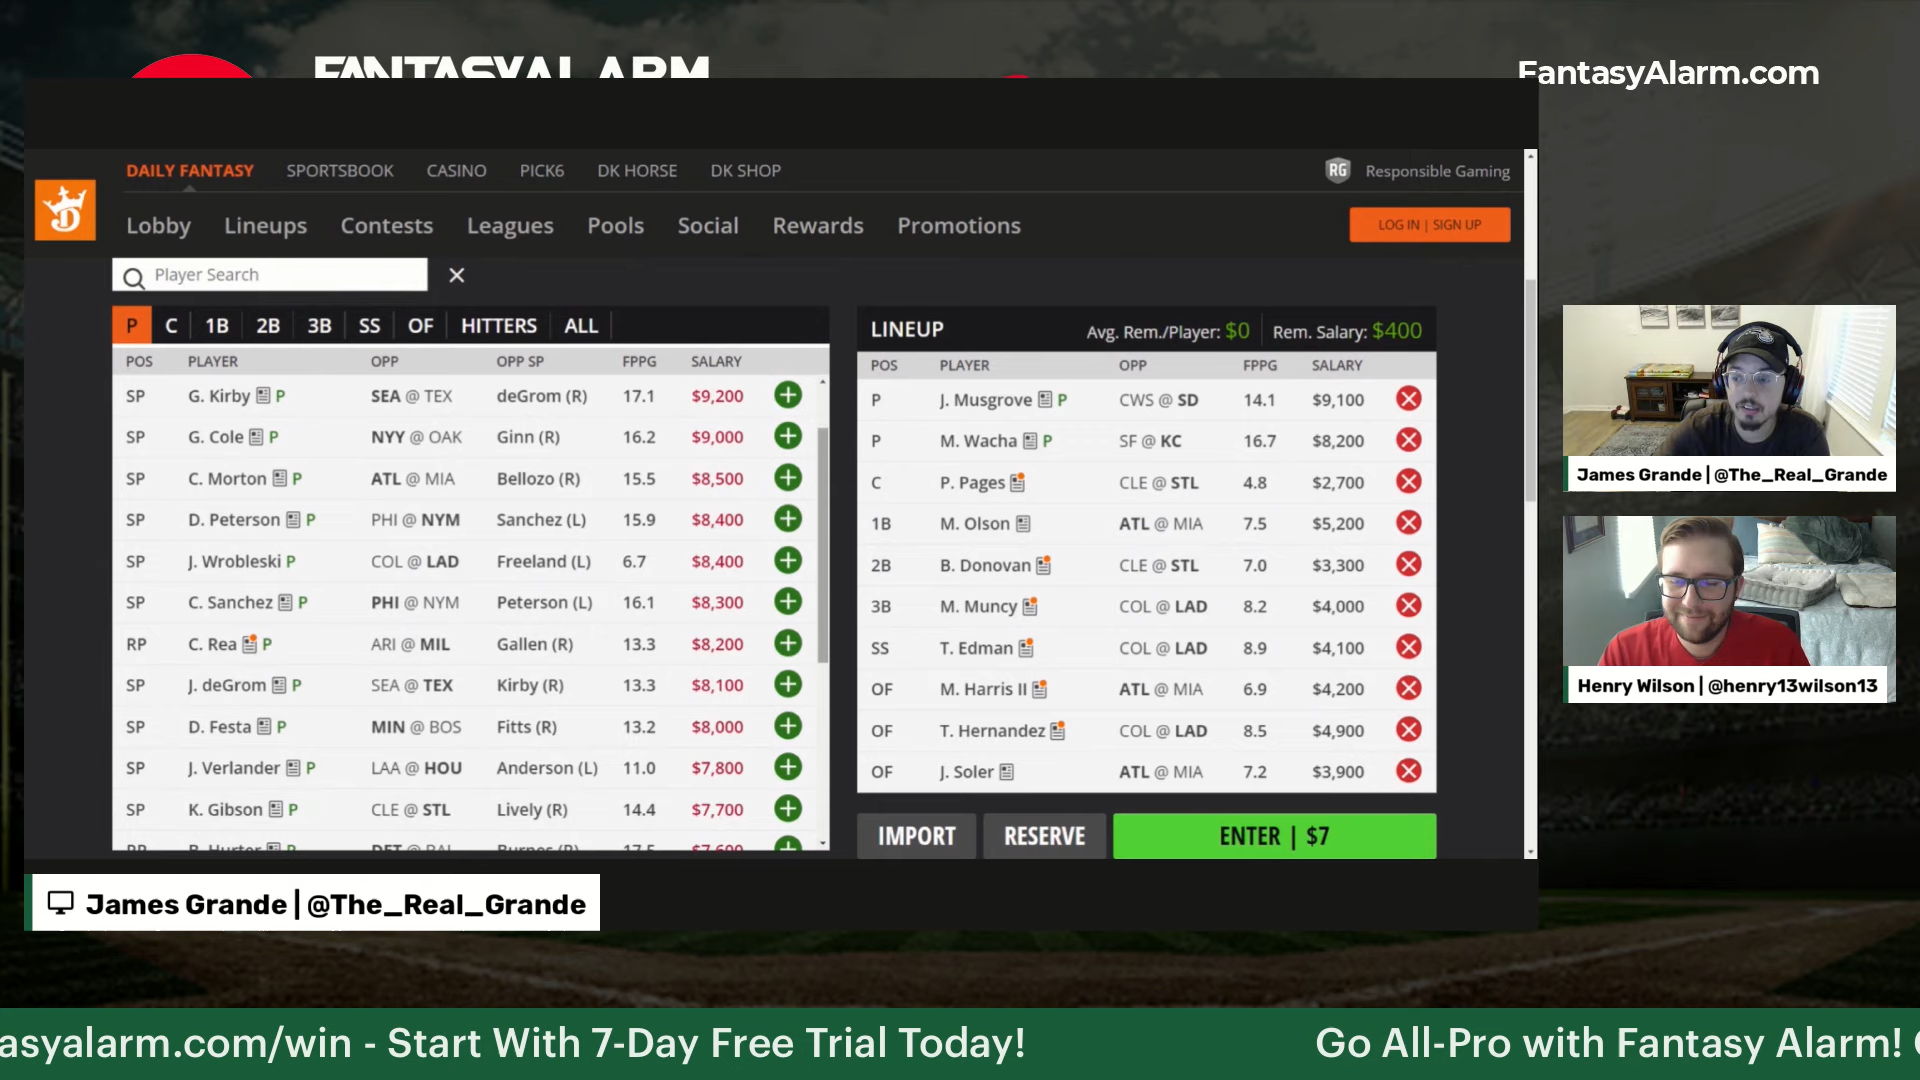 FANTASYALARM
FantasyAlarm.com
DAILY FANTASY SPORTSBOOK CASINO PICK6 DK HORSE DK SHOP
RG Responsible Gaming
Lobby Lineups Contests Leagues Pools Social Rewards Promotions
LOG IN | SIGN UP
Player Search
P C 1B 2B 3B SS OF HITTERS ALL
POS PLAYER OPP OPP SP FPPG SALARY
SP G. Kirby P SEA @ TEX deGrom (R) 17.1 $9,200
SP G. Cole P NYY @ OAK Ginn (R) 16.2 $9,000
SP C. Morton P ATL @ MIA Bellozo (R) 15.5 $8,500
SP D. Peterson P PHI @ NYM Sanchez (L) 15.9 $8,400
SP J. Wrobleski P COL @ LAD Freeland (L) 6.7 $8,400
SP C. Sanchez P PHI @ NYM Peterson (L) 16.1 $8,300
RP C. Rea P ARI @ MIL Gallen (R) 13.3 $8,200
SP J. deGrom P SEA @ TEX Kirby (R) 13.3 $8,100
SP D. Festa P MIN @ BOS Fitts (R) 13.2 $8,000
SP J. Verlander P LAA @ HOU Anderson (L) 11.0 $7,800
SP K. Gibson P CLE @ STL Lively (R) 14.4 $7,700
RP B. Hurter P DET @ BAL Burnes (R) 17.5 $7,600
LINEUP Avg. Rem./Player: $0 Rem. Salary: $400
POS PLAYER OPP FPPG SALARY
P J. Musgrove P CWS @ SD 14.1 $9,100
P M. Wacha P SF @ KC 16.7 $8,200
C P. Pages CLE @ STL 4.8 $2,700
1B M. Olson ATL @ MIA 7.5 $5,200
2B B. Donovan CLE @ STL 7.0 $3,300
3B M. Muncy COL @ LAD 8.2 $4,000
SS T. Edman COL @ LAD 8.9 $4,100
OF M. Harris II ATL @ MIA 6.9 $4,200
OF T. Hernandez COL @ LAD 8.5 $4,900
OF J. Soler ATL @ MIA 7.2 $3,900
IMPORT RESERVE ENTER | $7
James Grande | @The_Real_Grande
Henry Wilson | @henry13wilson13
James Grande | @The_Real_Grande
asyalarm.com/win - Start With 7-Day Free Trial Today! Go All-Pro with Fantasy Alarm!